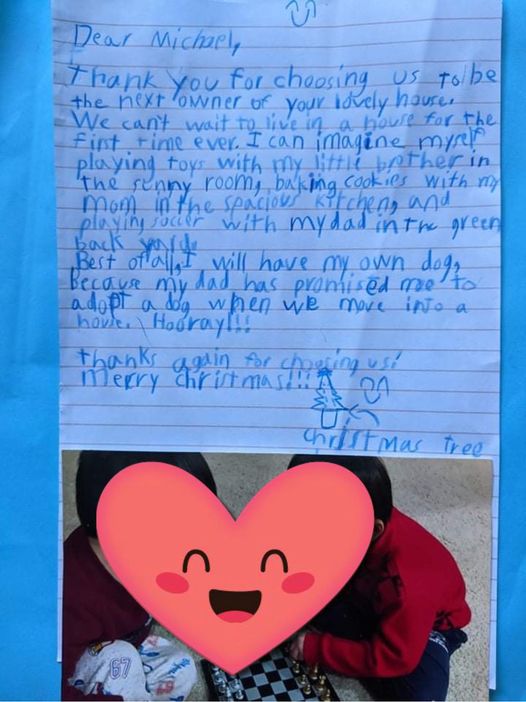 Dear Michael,
Thank you for choosing us to be
the next owner of your lovely house.
We can't wait to live in a house for the
first time ever. I can imagine myself
playing toys with my little brother in
the sunny room, baking cookies with my
mom in the spacious kitchen, and
playing soccer with my dad in the green
back yard.
Best of all, I will have my own dog,
because my dad has promised me to
adopt a dog when we move into a
house. Hooray!!!
thanks again for choosing us!
Merry christmas!!!
christmas tree
67